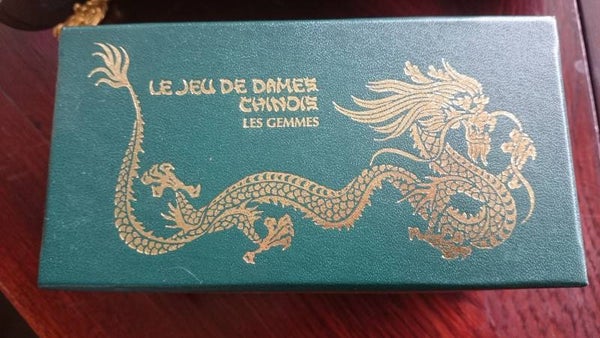 LE JEU DE DAMES
CHINOIS
LES GEMMES